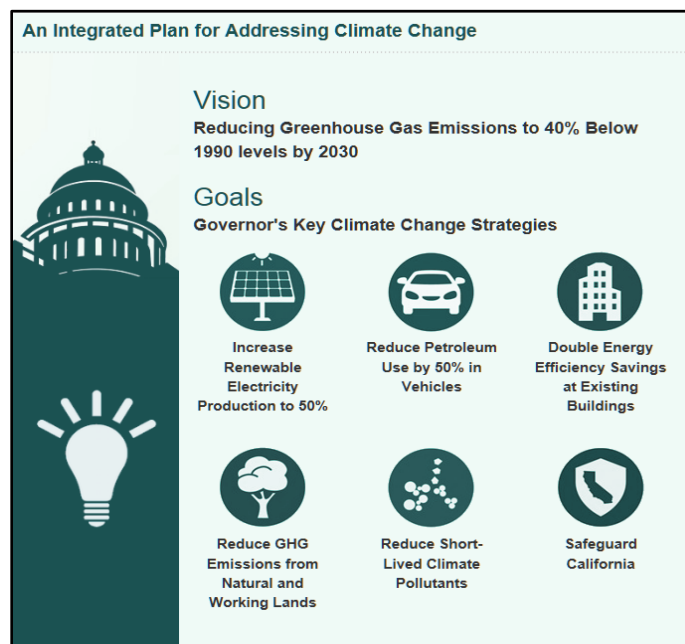 An Integrated Plan for Addressing Climate Change
Vision
Reducing Greenhouse Gas Emissions to 40% Below
1990 levels by 2030
Goals
Governor's Key Climate Change Strategies
Increase
Renewable
Electricity
Production to 50%
Reduce Petroleum
Use by 50% in
Vehicles
Double Energy
Efficiency Savings
at Existing
Buildings
Reduce GHG
Emissions from
Natural and
Working Lands
Reduce Short-
Lived Climate
Pollutants
Safeguard
California